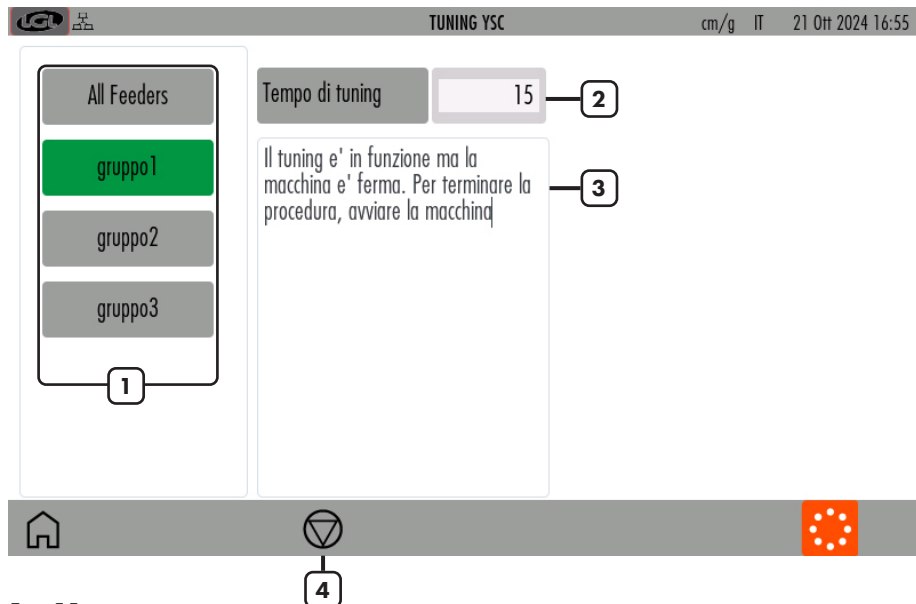 LGL TUNING YSC cm/g IT 21 Ott 2024 16:55
All Feeders
gruppo1
gruppo2
gruppo3
1
Tempo di tuning 15 2
Il tuning e' in funzione ma la
macchina e' ferma. Per terminare la
procedura, avviare la macchina
3
4